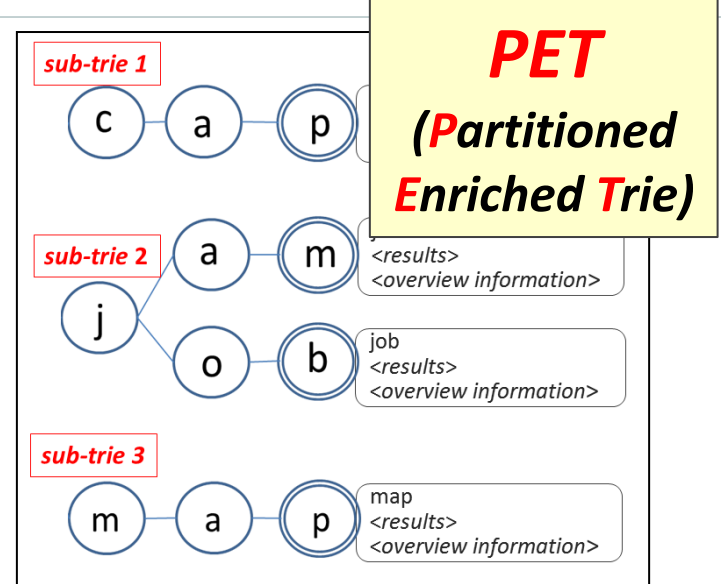 PET
(Partitioned
Enriched Trie)
sub-trie 1
c a p
sub-trie 2
j
a m
<results>
<overview information>
o b
job
<results>
<overview information>
sub-trie 3
m a p
map
<results>
<overview information>